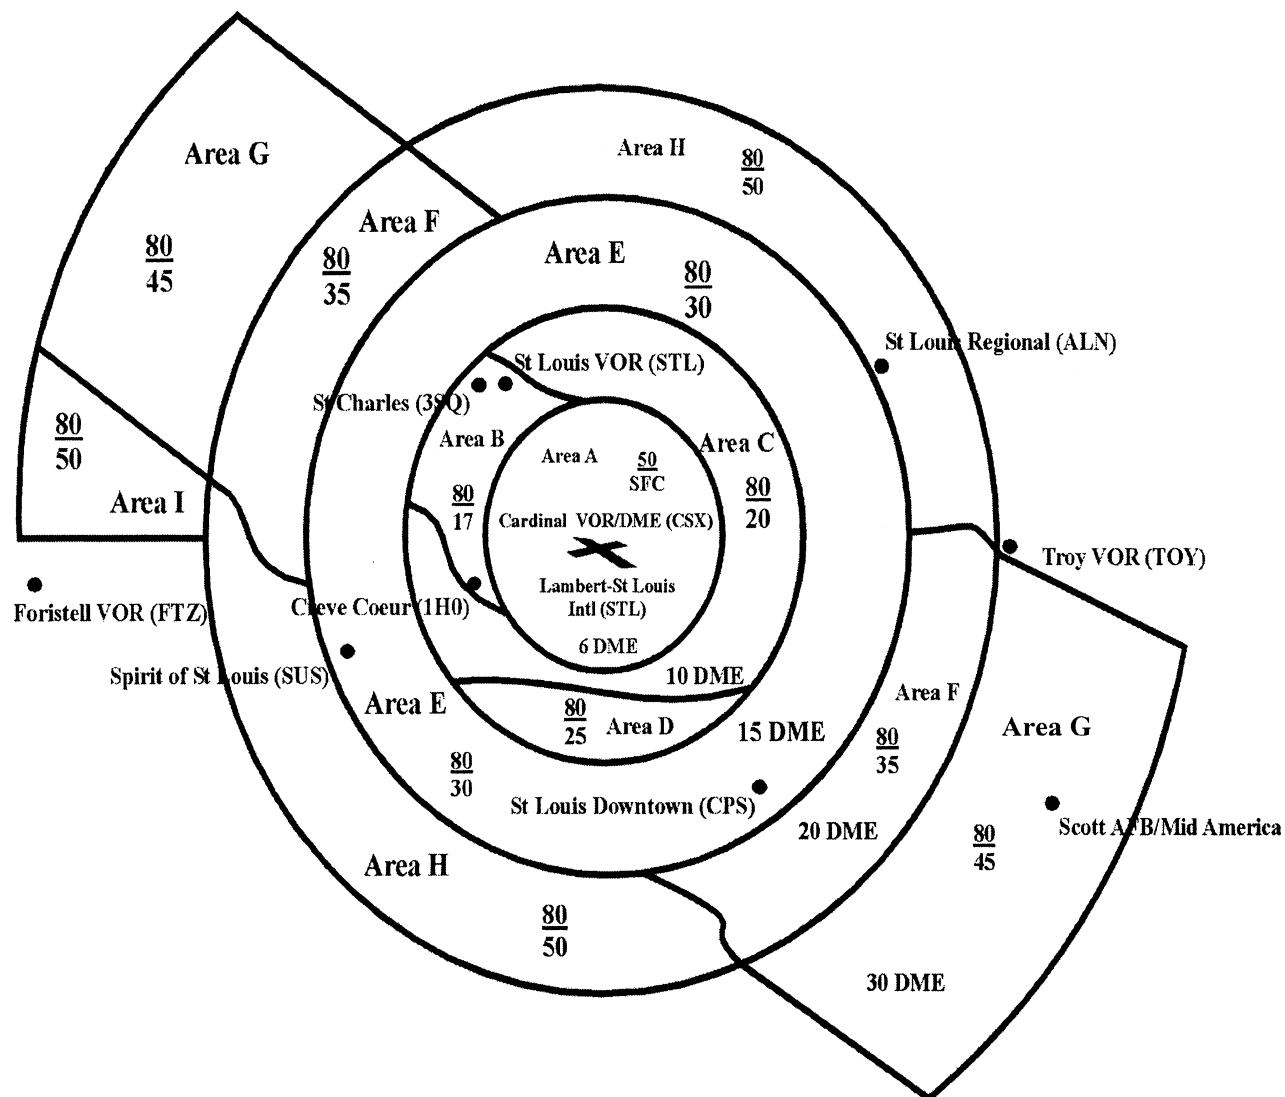 Area G
80
45
Area H
80
50
Area F
80
35
Area E
80
30
St Louis Regional (ALN)
St Louis VOR (STL)
St Charles (3SQ)
Area B
Area C
Area A
50
SFC
80
50
Area I
80
17
80
20
Cardinal VOR/DME (CSX)
Troy VOR (TOY)
Lambert-St Louis
Intl (STL)
Foristell VOR (FTZ)
Creve Coeur (1H0)
6 DME
Spirit of St Louis (SUS)
10 DME
Area E
80
25
Area D
15 DME
Area F
80
35
Area G
80
30
St Louis Downtown (CPS)
20 DME
Scott AFB/Mid America
80
45
Area H
80
50
30 DME